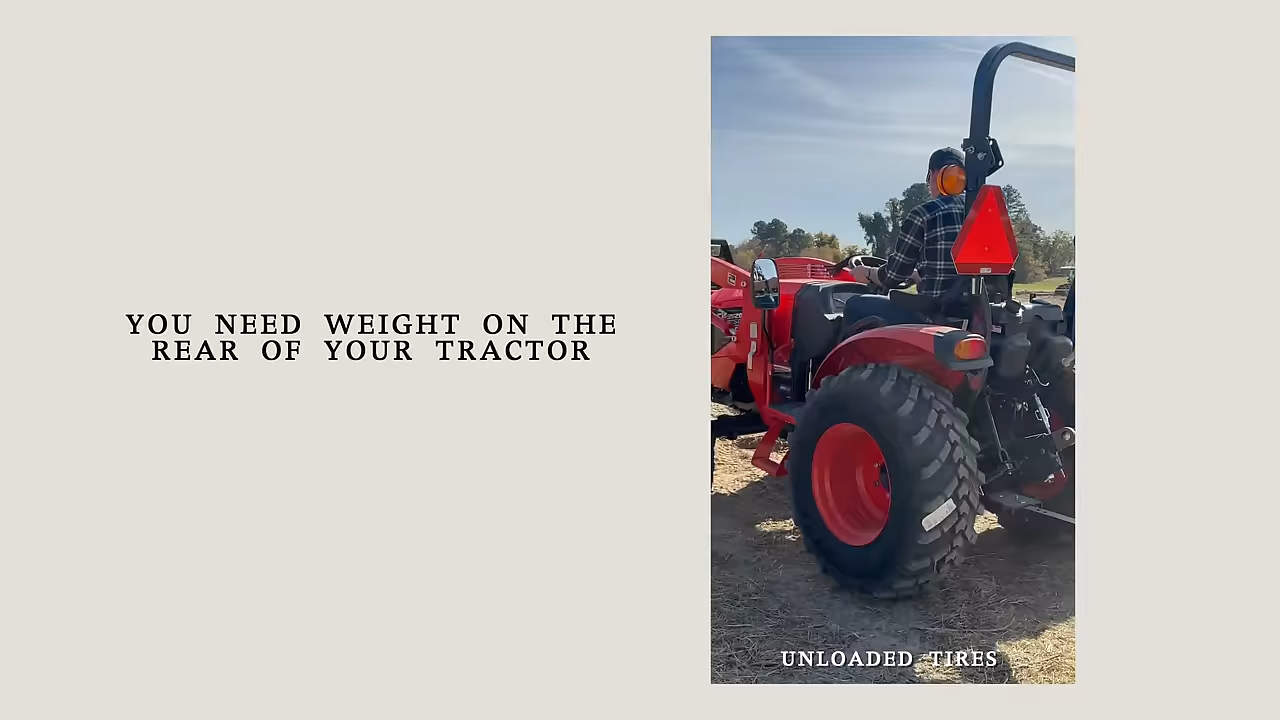 YOU NEED WEIGHT ON THE
REAR OF YOUR TRACTOR
UNLOADED TIRES